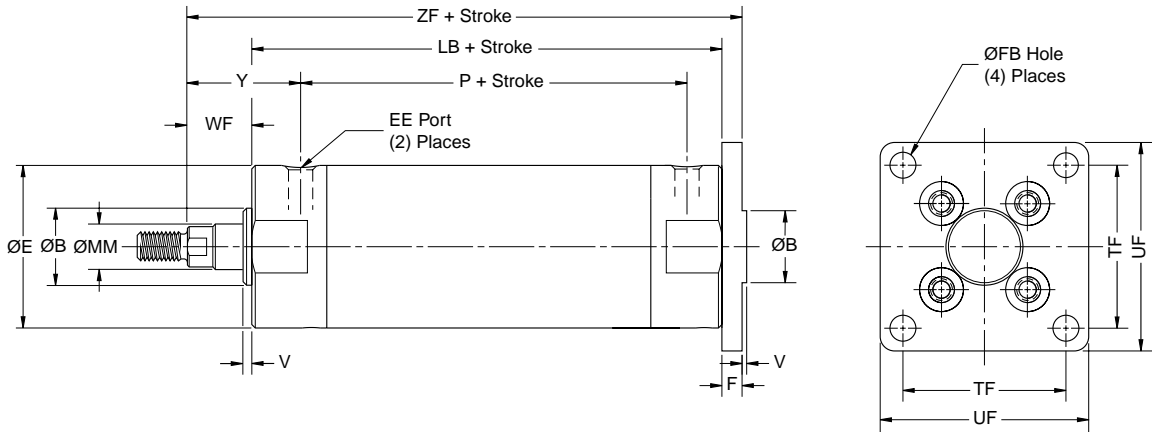 ZF + Stroke
LB + Stroke
Y
P + Stroke
WF
EE Port
(2) Places
ØE
ØB
ØMM
ØB
V
F
V
ØFB Hole
(4) Places
TF
UF
TF
UF